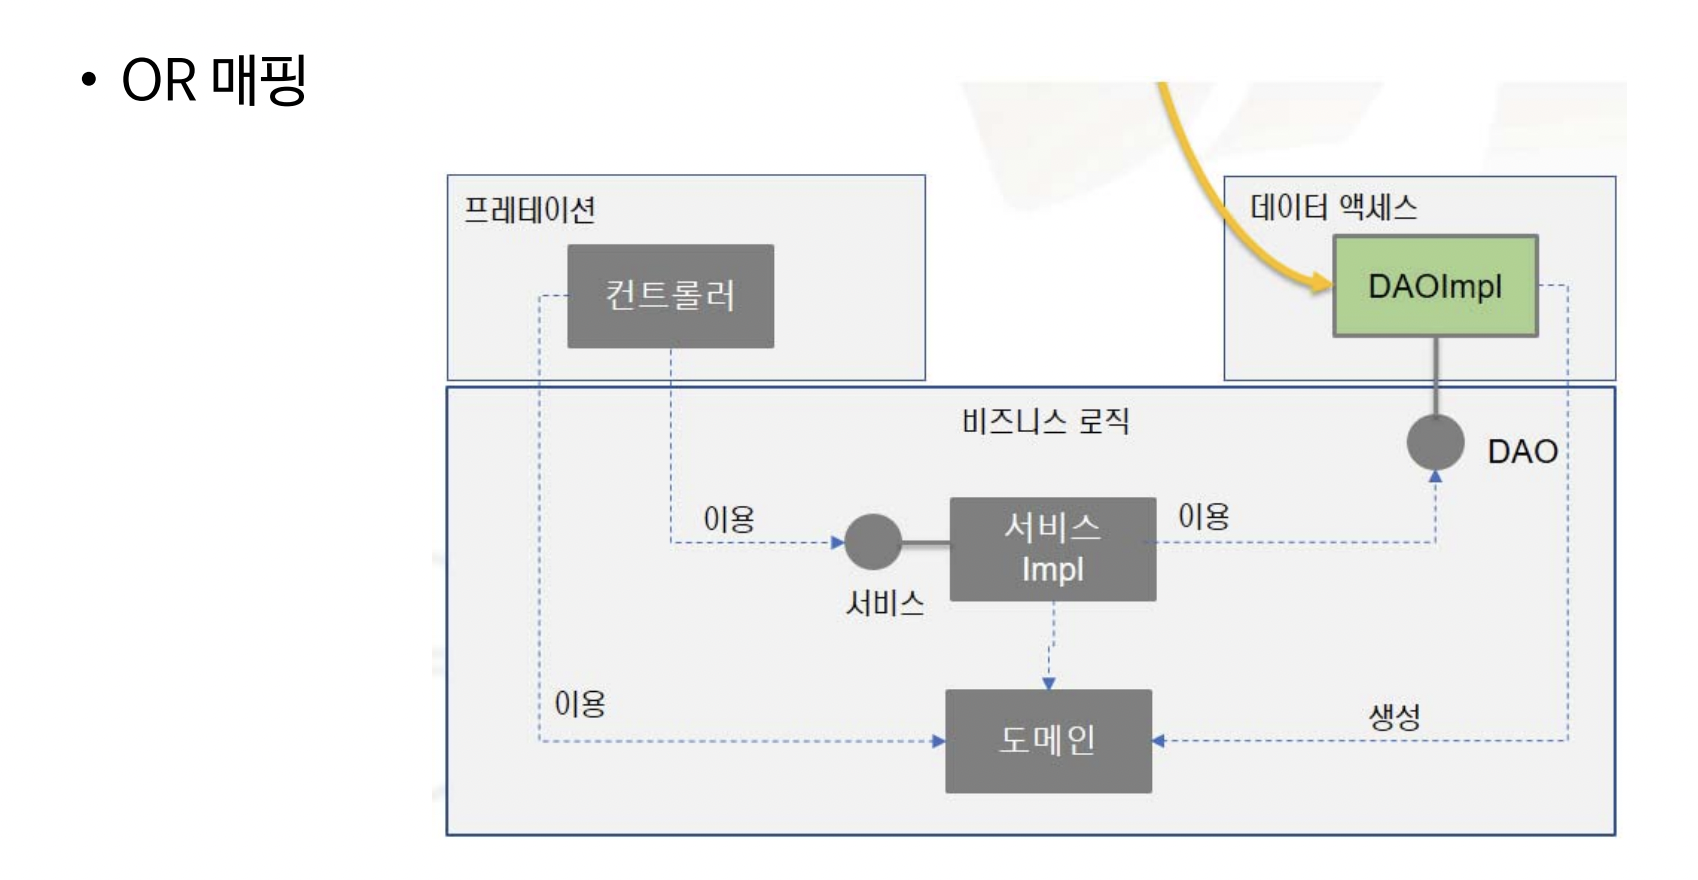 • OR 매핑
프레테이션
데이터 액세스
컨트롤러
DAOImpl
비즈니스 로직
DAO
이용
서비스
Impl
이용
서비스
이용
도메인
생성